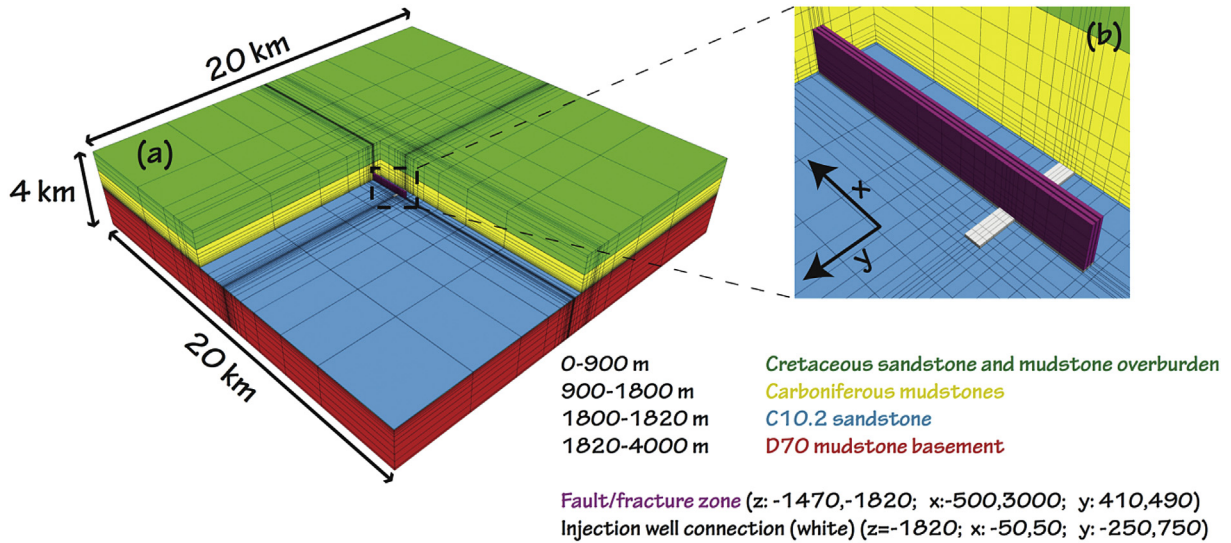 20 km
(a)
4 km
20 km
(b)
x
y
0-900 m Cretaceous sandstone and mudstone overburden
900-1800 m Carboniferous mudstones
1800-1820 m C10.2 sandstone
1820-4000 m D70 mudstone basement
Fault/fracture zone (z: -1470,-1820; x:-500,3000; y: 410,490)
Injection well connection (white) (z=-1820; x: -50,50; y: -250,750)